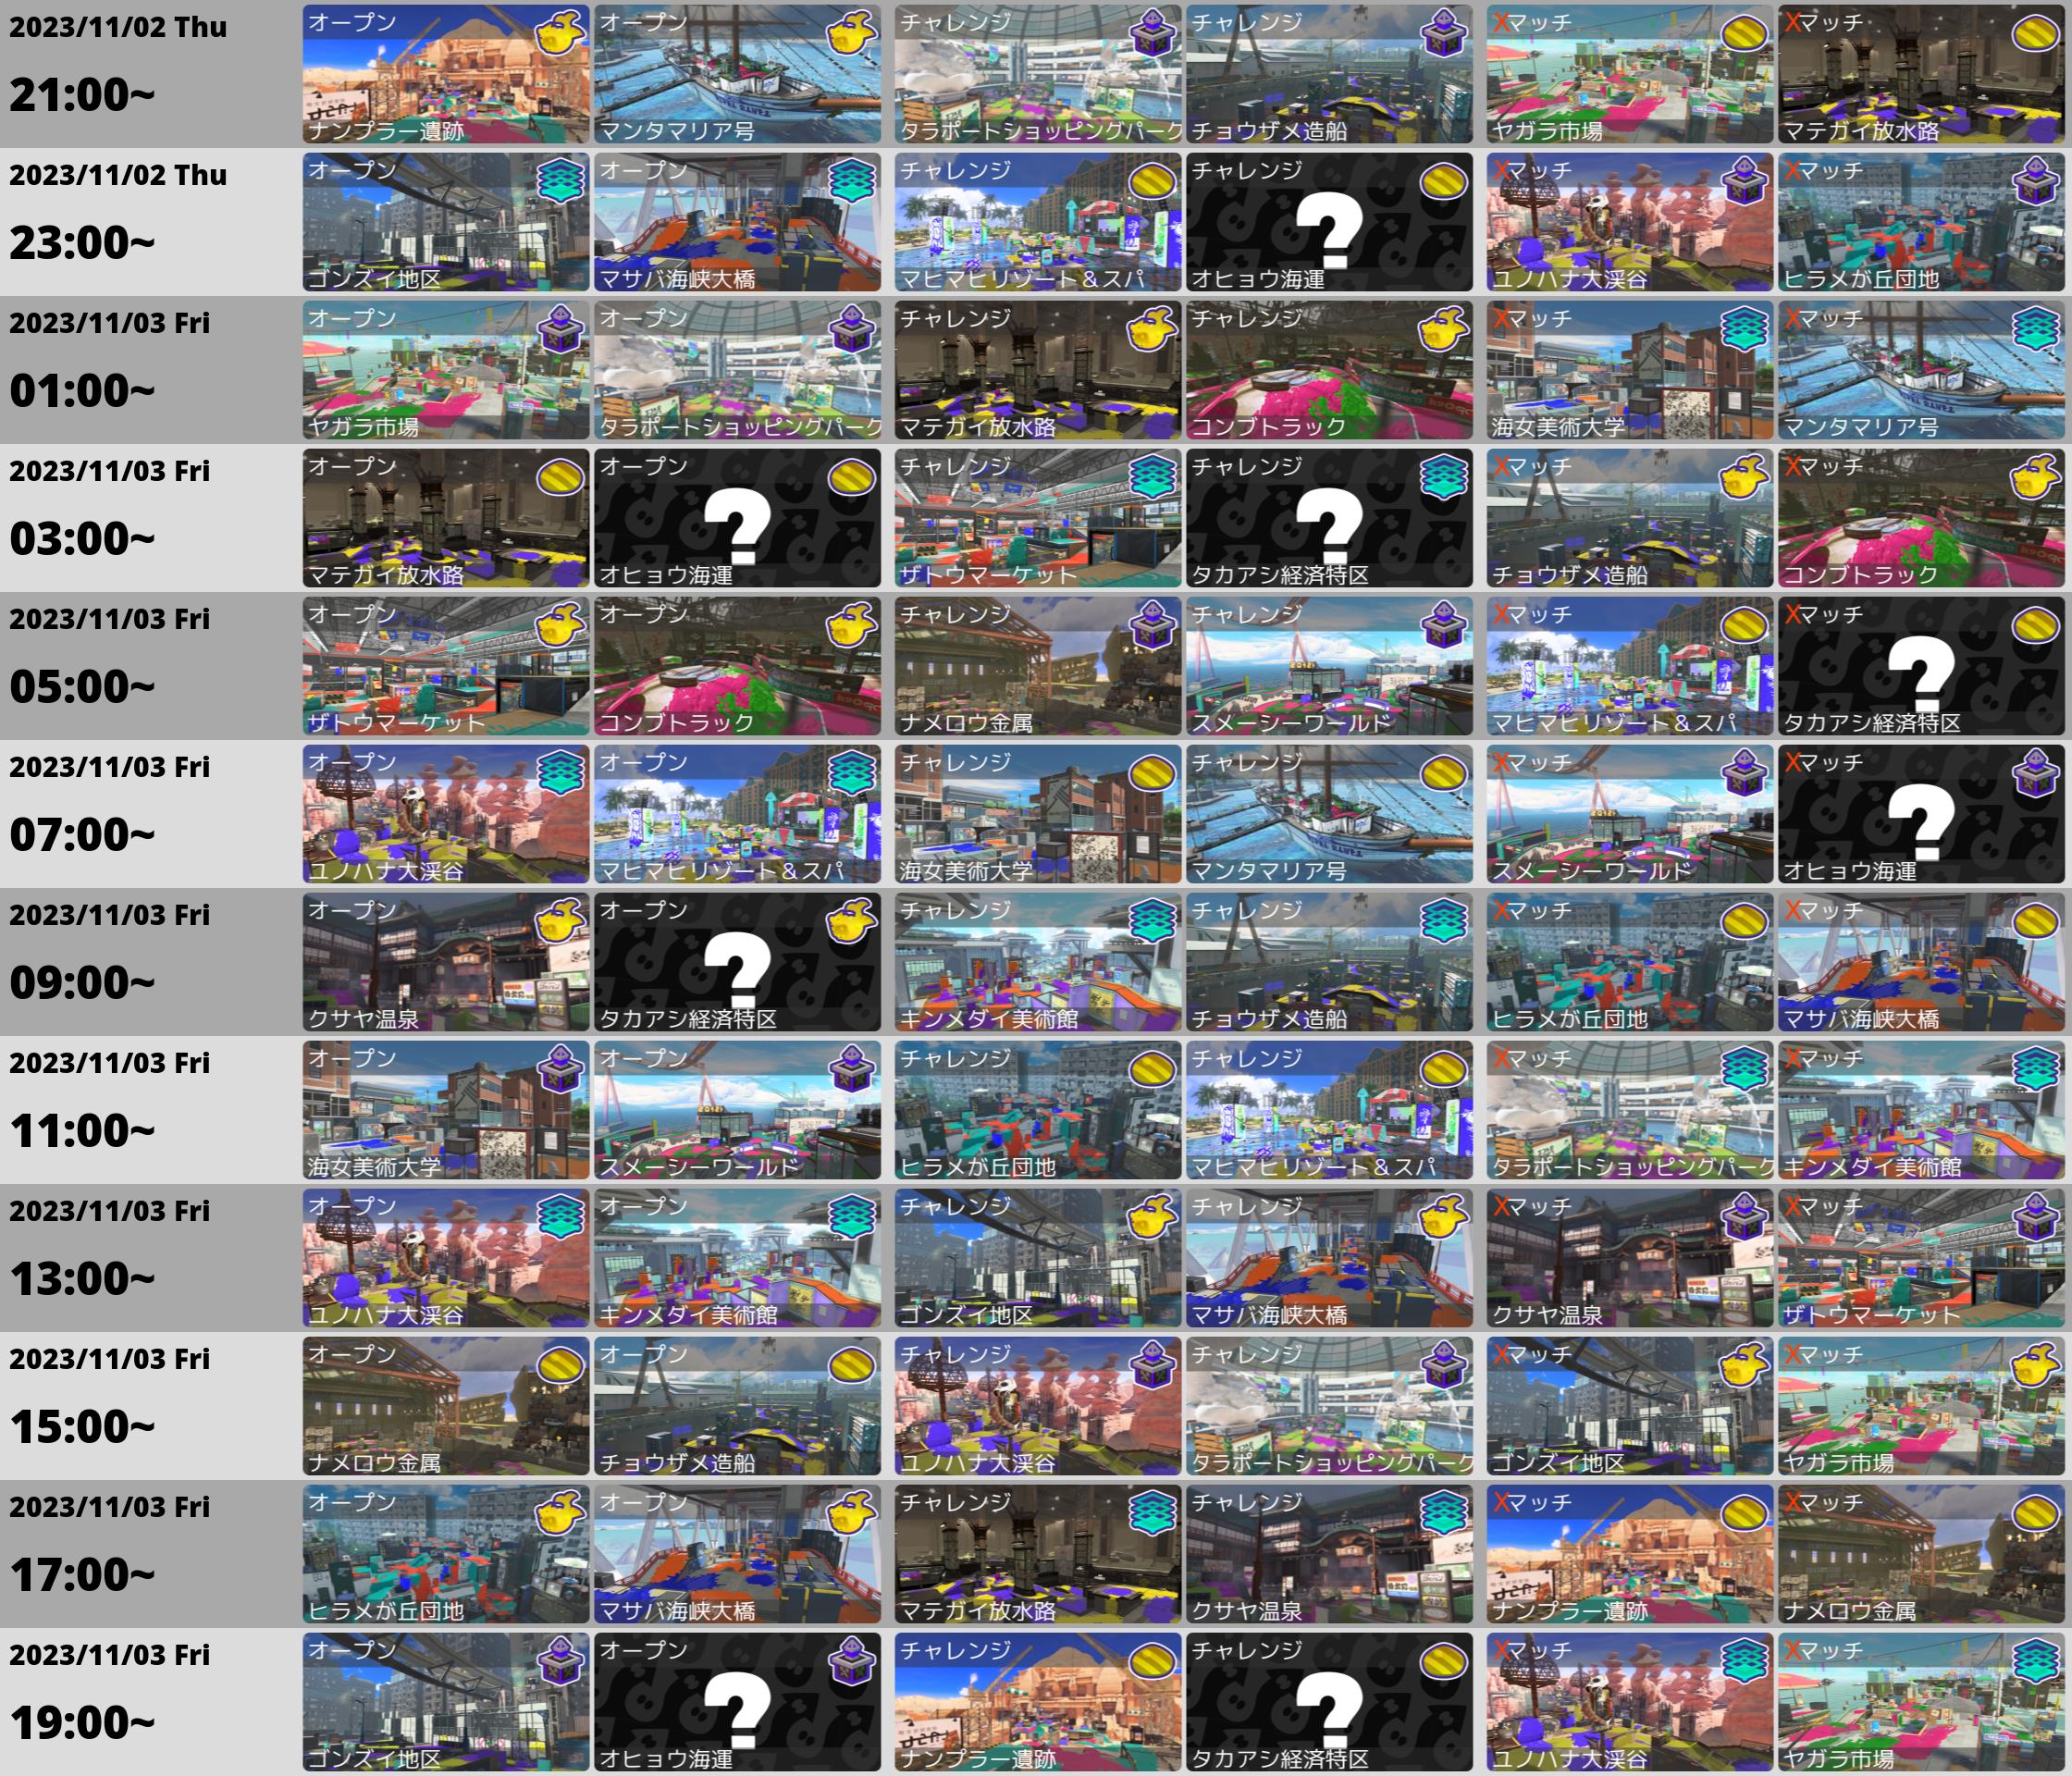 2023/11/02 Thu
21:00~
オープン オープン チャレンジ チャレンジ Xマッチ Xマッチ
ナンプラー遺跡 マンタマリア号 タラポートショッピングパーク チョウザメ造船 ヤガラ市場 マテガイ放水路
2023/11/02 Thu
23:00~
オープン オープン チャレンジ チャレンジ Xマッチ Xマッチ
?
ゴンズイ地区 マサバ海峡大橋 マヒマヒリゾート＆スパ オヒョウ海運 ユノハナ大渓谷 ヒラメが丘団地
2023/11/03 Fri
01:00~
オープン オープン チャレンジ チャレンジ Xマッチ Xマッチ
ヤガラ市場 タラポートショッピングパーク マテガイ放水路 コンブトラック 海女美術大学 マンタマリア号
2023/11/03 Fri
03:00~
オープン オープン チャレンジ チャレンジ Xマッチ Xマッチ
? ?
マテガイ放水路 オヒョウ海運 ザトウマーケット タカアシ経済特区 チョウザメ造船 コンブトラック
2023/11/03 Fri
05:00~
オープン オープン チャレンジ チャレンジ Xマッチ Xマッチ
?
ザトウマーケット コンブトラック ナメロウ金属 スメーシーワールド マヒマヒリゾート＆スパ タカアシ経済特区
2023/11/03 Fri
07:00~
オープン オープン チャレンジ チャレンジ Xマッチ Xマッチ
?
ユノハナ大渓谷 マヒマヒリゾート＆スパ 海女美術大学 マンタマリア号 スメーシーワールド オヒョウ海運
2023/11/03 Fri
09:00~
オープン オープン チャレンジ チャレンジ Xマッチ Xマッチ
?
クサヤ温泉 タカアシ経済特区 キンメダイ美術館 チョウザメ造船 ヒラメが丘団地 マサバ海峡大橋
2023/11/03 Fri
11:00~
オープン オープン チャレンジ チャレンジ Xマッチ Xマッチ
海女美術大学 スメーシーワールド ヒラメが丘団地 マヒマヒリゾート＆スパ タラポートショッピングパーク キンメダイ美術館
2023/11/03 Fri
13:00~
オープン オープン チャレンジ チャレンジ Xマッチ Xマッチ
ユノハナ大渓谷 キンメダイ美術館 ゴンズイ地区 マサバ海峡大橋 クサヤ温泉 ザトウマーケット
2023/11/03 Fri
15:00~
オープン オープン チャレンジ チャレンジ Xマッチ Xマッチ
ナメロウ金属 チョウザメ造船 ユノハナ大渓谷 タラポートショッピングパーク ゴンズイ地区 ヤガラ市場
2023/11/03 Fri
17:00~
オープン オープン チャレンジ チャレンジ Xマッチ Xマッチ
ヒラメが丘団地 マサバ海峡大橋 マテガイ放水路 クサヤ温泉 ナンプラー遺跡 ナメロウ金属
2023/11/03 Fri
19:00~
オープン オープン チャレンジ チャレンジ Xマッチ Xマッチ
? ?
ゴンズイ地区 オヒョウ海運 ナンプラー遺跡 タカアシ経済特区 ユノハナ大渓谷 ヤガラ市場